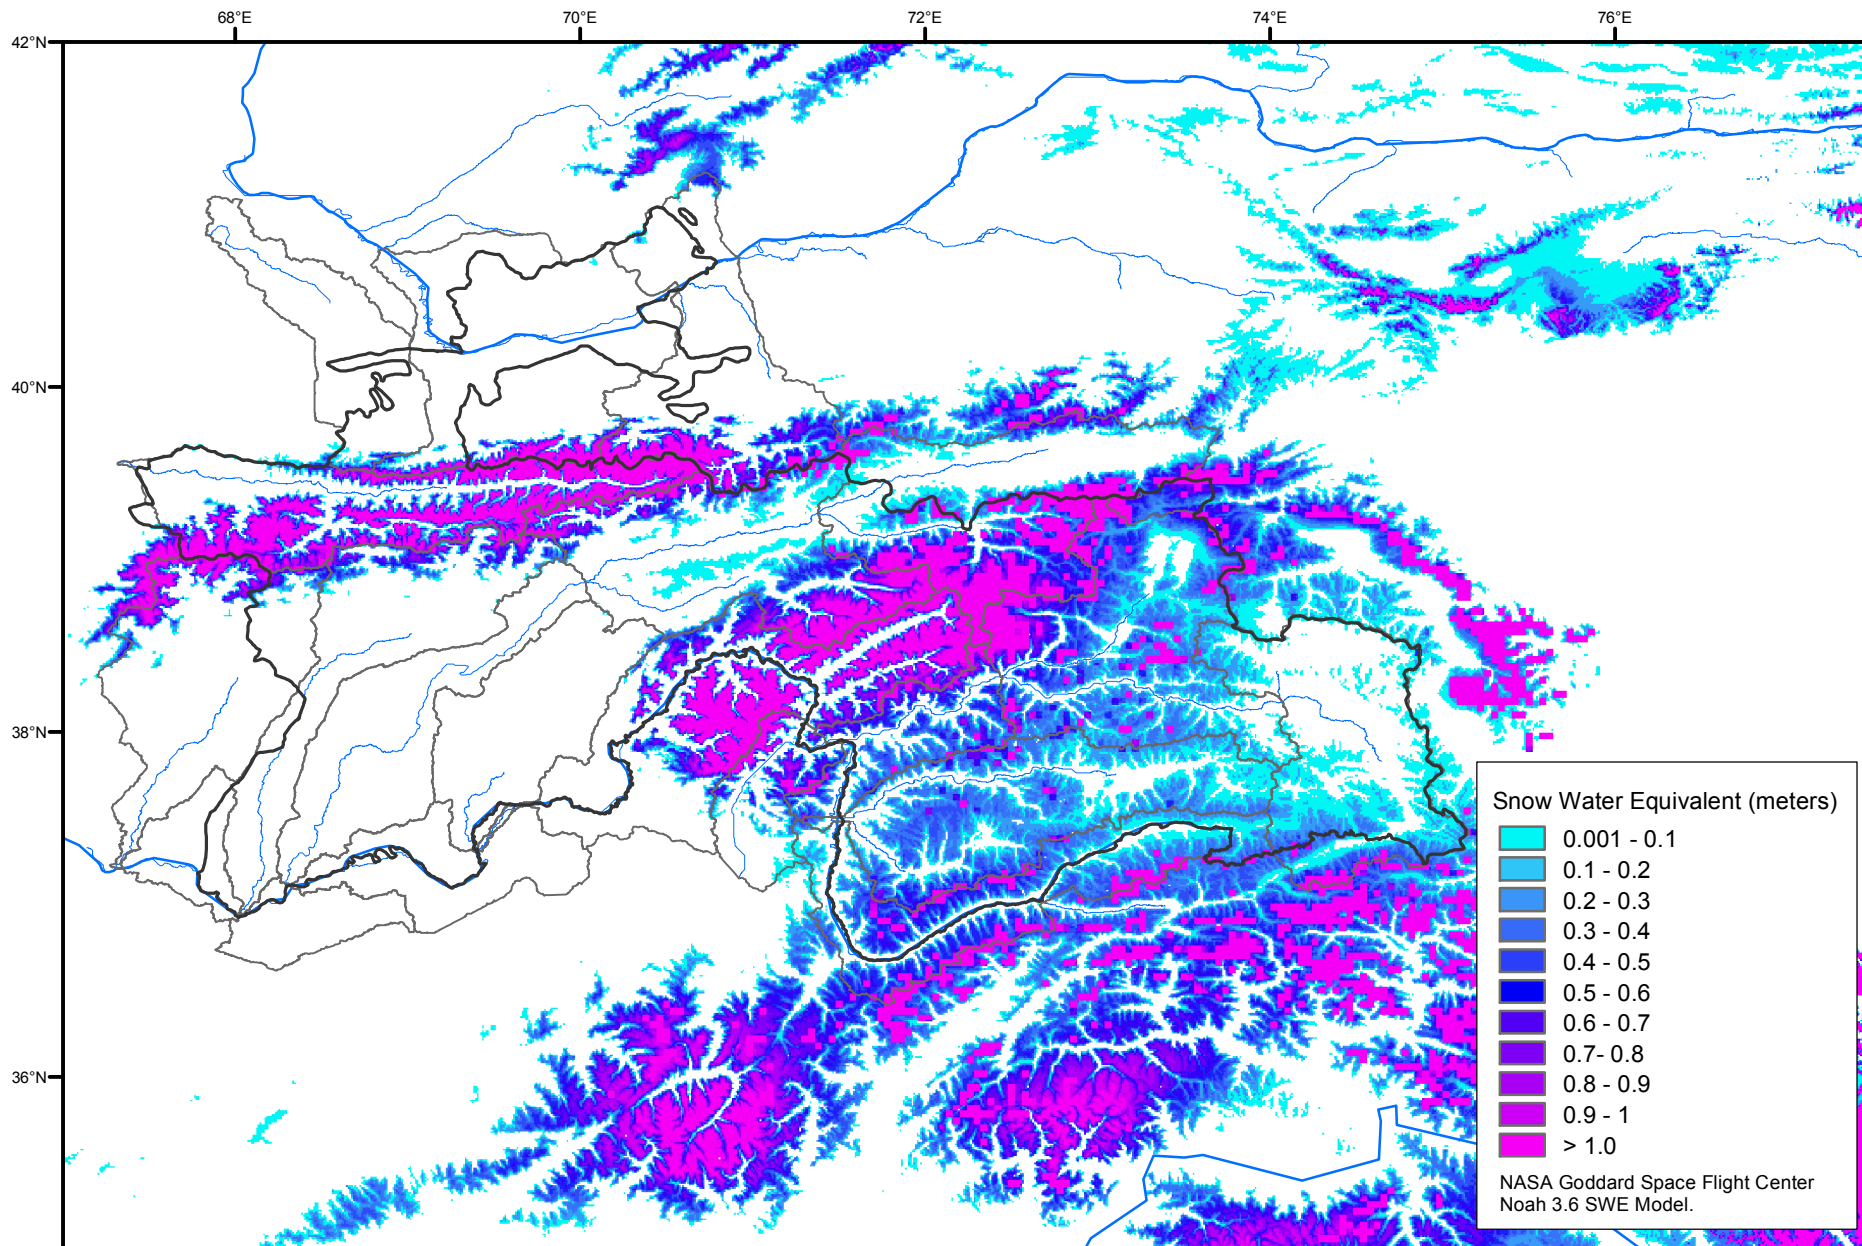 68°E
70°E
72°E
74°E
76°E
42°N
40°N
38°N
36°N
Snow Water Equivalent (meters)
0.001 - 0.1
0.1 - 0.2
0.2 - 0.3
0.3 - 0.4
0.4 - 0.5
0.5 - 0.6
0.6 - 0.7
0.7- 0.8
0.8 - 0.9
0.9 - 1
> 1.0
NASA Goddard Space Flight Center
Noah 3.6 SWE Model.